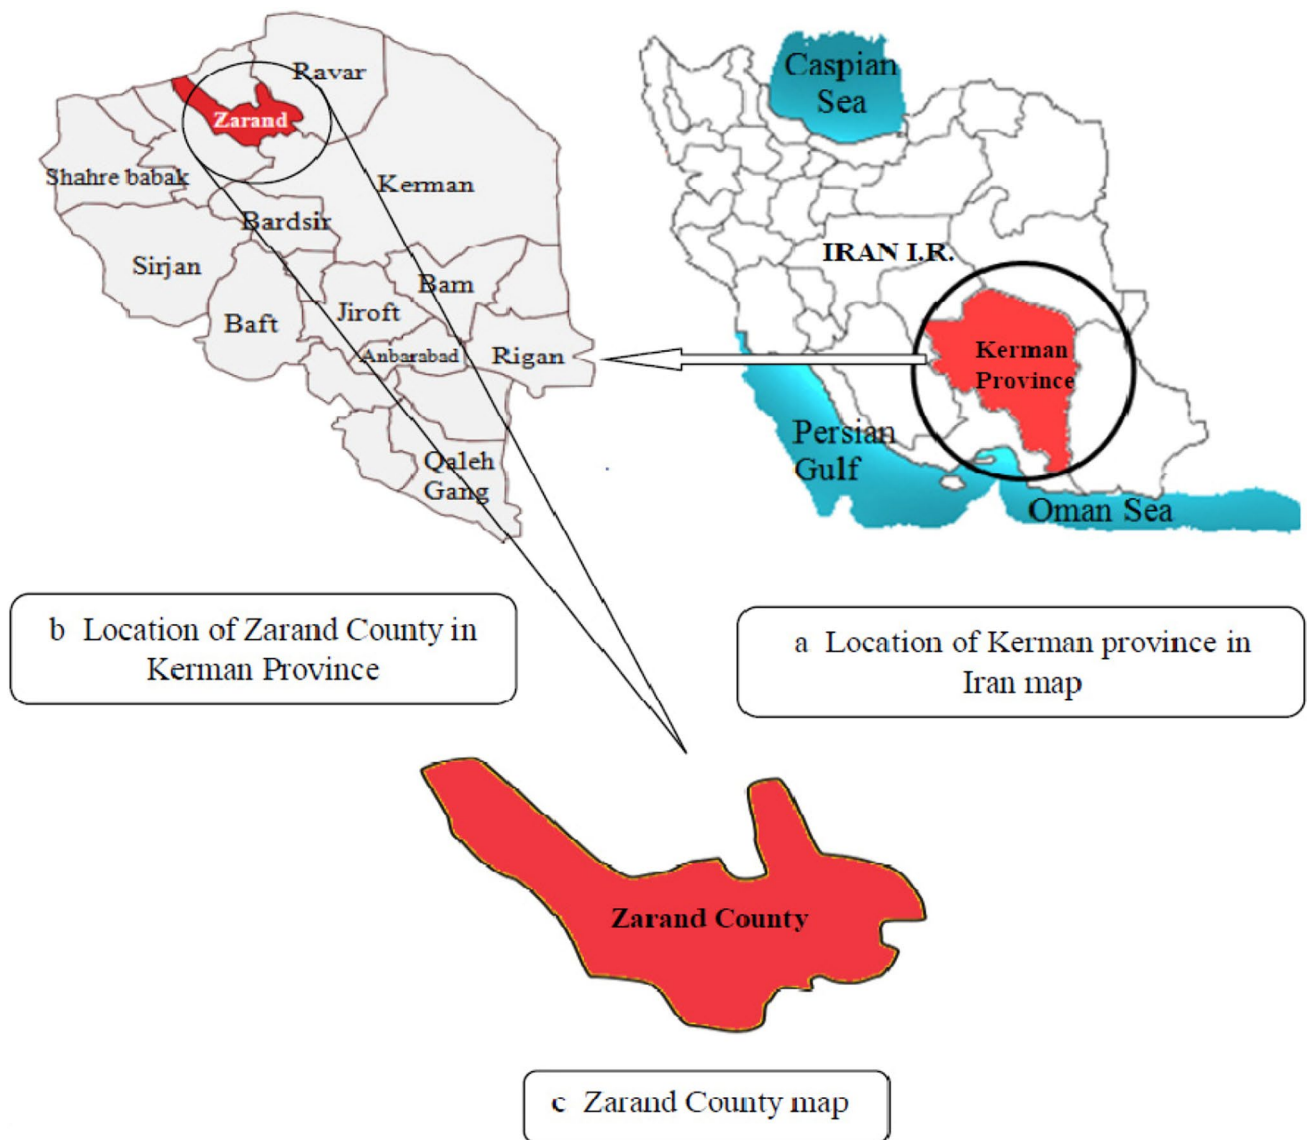 Ravar
Zarand
Shahre babak
Kerman
Bardsir
Sirjan
Bam
Baft
Jiroft
Anbarabad
Rigan
Qaleh
Gang
Caspian
Sea
IRAN I.R.
Kerman
Province
Persian
Gulf
Oman Sea
b Location of Zarand County in
Kerman Province
a Location of Kerman province in
Iran map
Zarand County
c Zarand County map